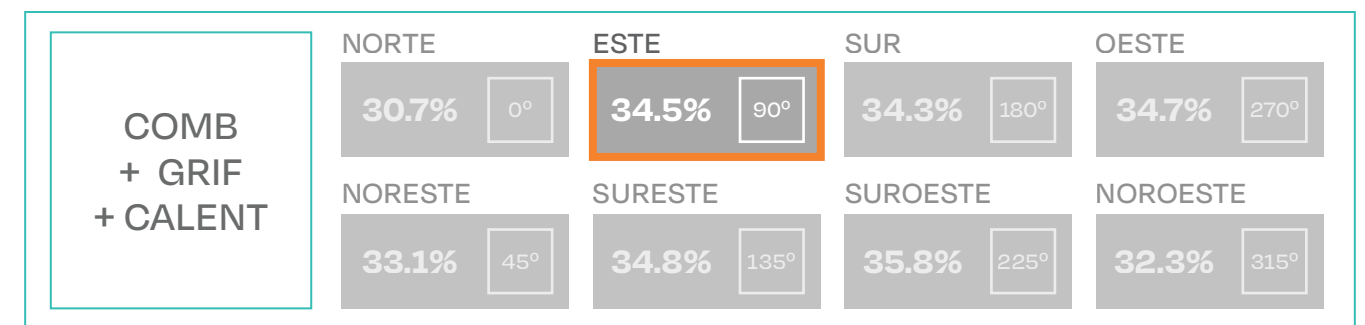 COMB
+ GRIF
+ CALENT
NORTE ESTE SUR OESTE
30.7% 0º 34.5% 90º 34.3% 180º 34.7% 270º
NORESTE SURESTE SUROESTE NOROESTE
33.1% 45º 34.8% 135º 35.8% 225º 32.3% 315º